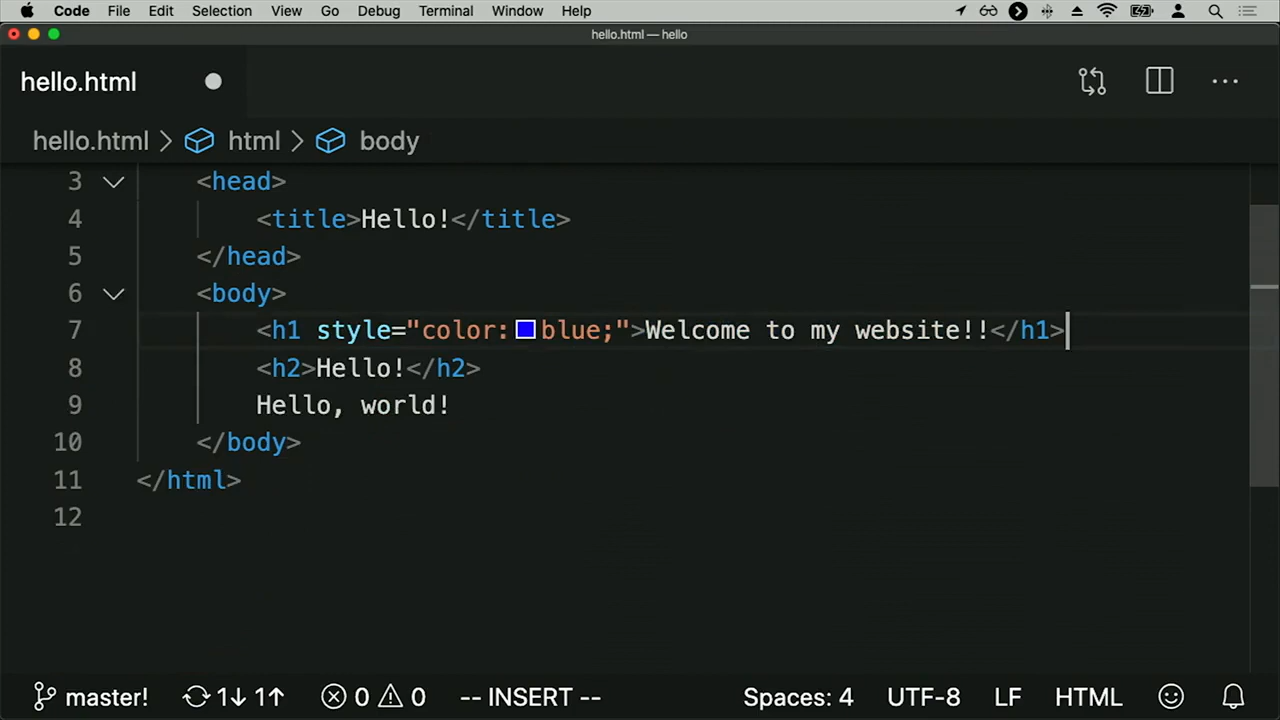 Code File Edit Selection View Go Debug Terminal Window Help
hello.html — hello
hello.html
hello.html > html > body
3 <head>
4 <title>Hello!</title>
5 </head>
6 <body>
7 <h1 style="color:blue;">Welcome to my website!!</h1>
8 <h2>Hello!</h2>
9 Hello, world!
10 </body>
11 </html>
12
master! 1↓ 1↑ 0 0 -- INSERT -- Spaces: 4 UTF-8 LF HTML